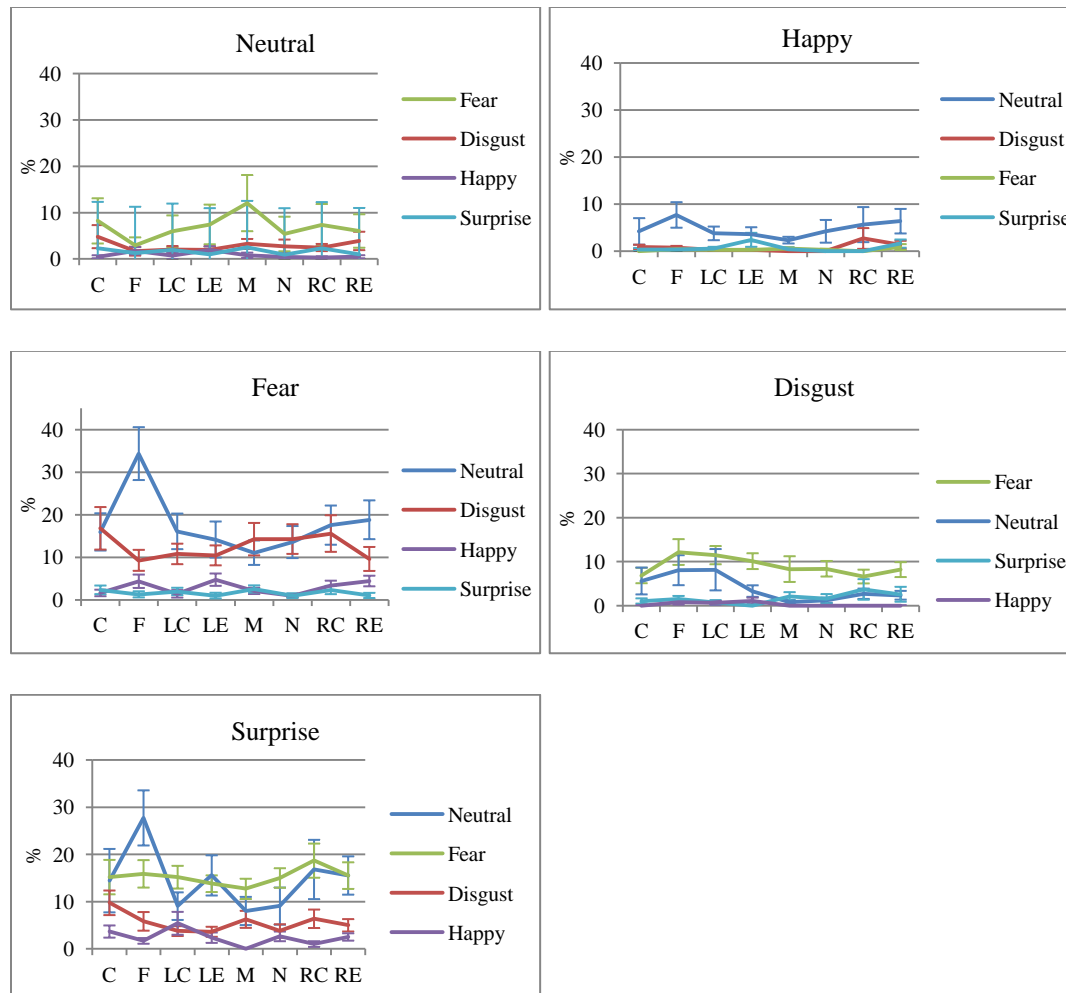 Neutral
40
30
20
10
0
%
C F LC LE M N RC RE
Fear
Disgust
Happy
Surprise
Happy
40
30
20
10
0
%
C F LC LE M N RC RE
Neutral
Disgust
Fear
Surprise
Fear
40
30
20
10
0
%
C F LC LE M N RC RE
Neutral
Disgust
Happy
Surprise
Disgust
40
30
20
10
0
%
C F LC LE M N RC RE
Fear
Neutral
Surprise
Happy
Surprise
40
30
20
10
0
%
C F LC LE M N RC RE
Neutral
Fear
Disgust
Happy